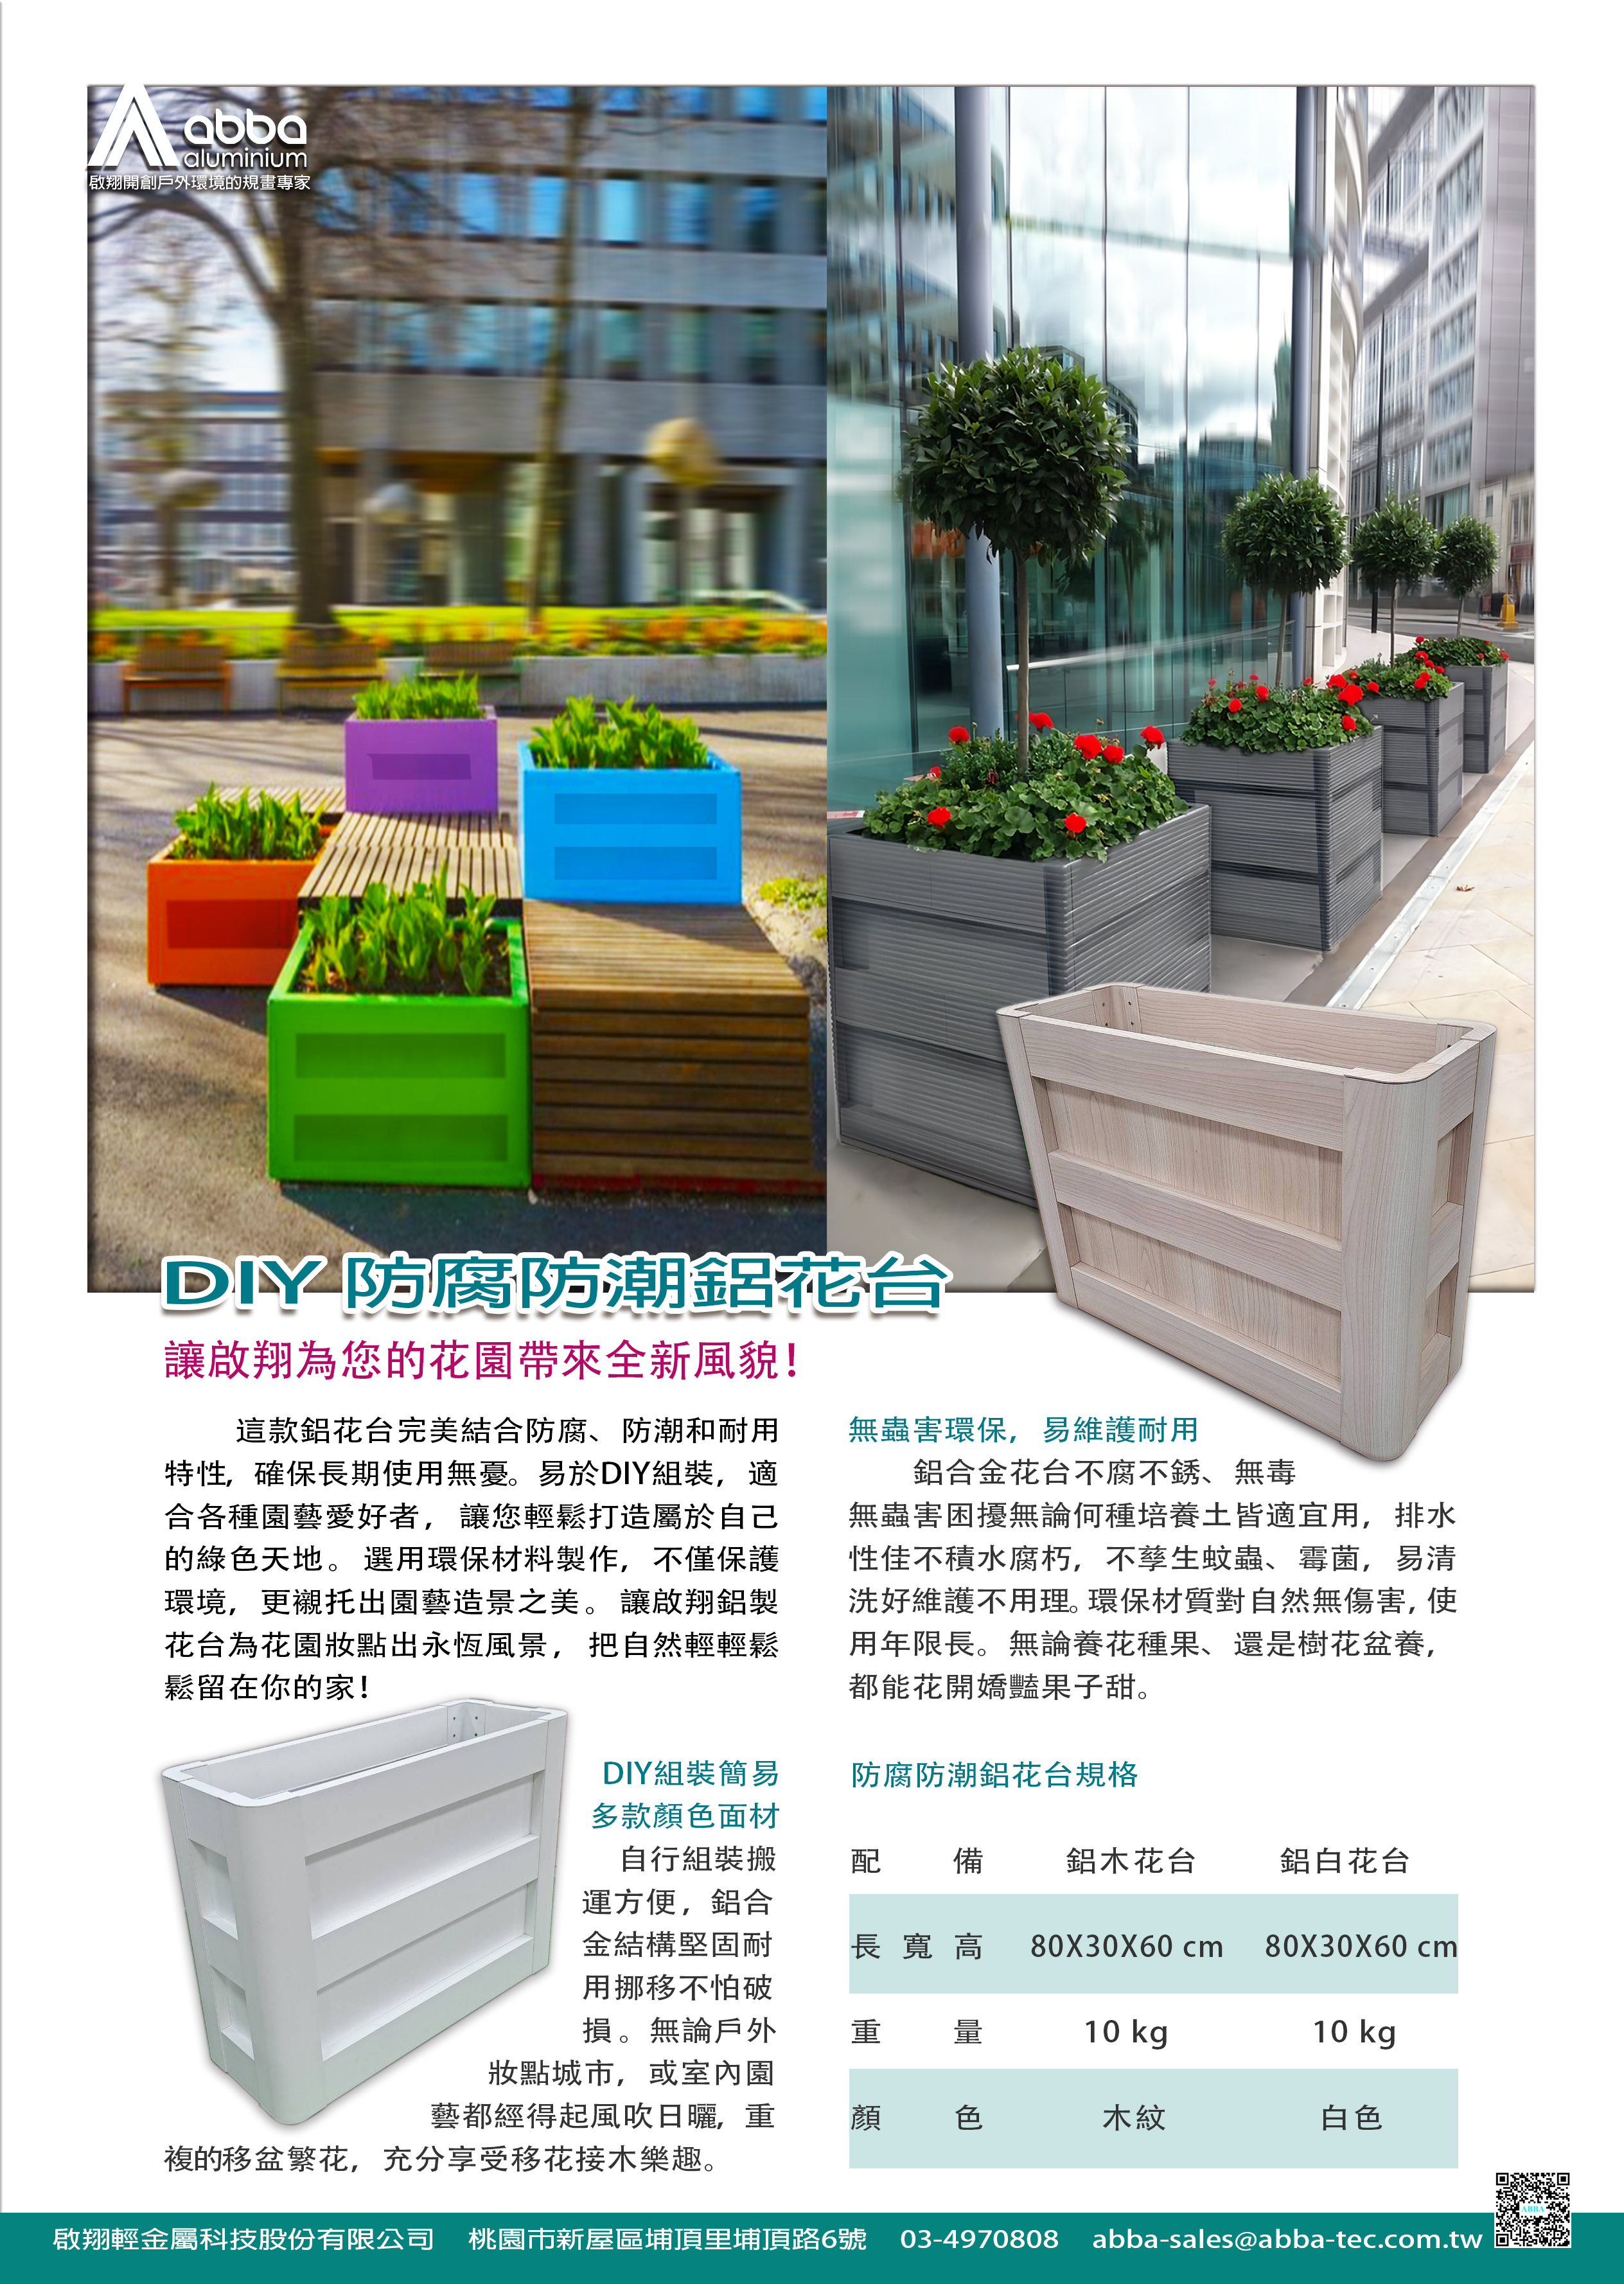 abba
aluminium
啟翔開創戶外環境的規畫專家
DIY 防腐防潮鋁花台
讓啟翔為您的花園帶來全新風貌！
這款鋁花台完美結合防腐、防潮和耐用
特性，確保長期使用無憂。易於DIY組裝，適
合各種園藝愛好者，讓您輕鬆打造屬於自己
的綠色天地。選用環保材料製作，不僅保護
環境，更襯托出園藝造景之美。讓啟翔鋁製
花台為花園妝點出永恆風景，把自然輕輕鬆
鬆留在你的家！
DIY組裝簡易
多款顏色面材
自行組裝搬
運方便，鋁合
金結構堅固耐
用挪移不怕破
損。無論戶外
妝點城市，或室內園
藝都經得起風吹日曬，重
複的移盆繁花，充分享受移花接木樂趣。
無蟲害環保，易維護耐用
鋁合金花台不腐不銹、無毒
無蟲害困擾無論何種培養土皆適宜用，排水
性佳不積水腐朽，不孳生蚊蟲、霉菌，易清
洗好維護不用理。環保材質對自然無傷害，使
用年限長。無論養花種果、還是樹花盆養，
都能花開嬌豔果子甜。
防腐防潮鋁花台規格
配備 鋁木花台 鋁白花台
長寬高 80X30X60 cm 80X30X60 cm
重量 10 kg 10 kg
顏色 木紋 白色
ABBA
啟翔輕金屬科技股份有限公司 桃園市新屋區埔頂里埔頂路6號 03-4970808 abba-sales@abba-tec.com.tw